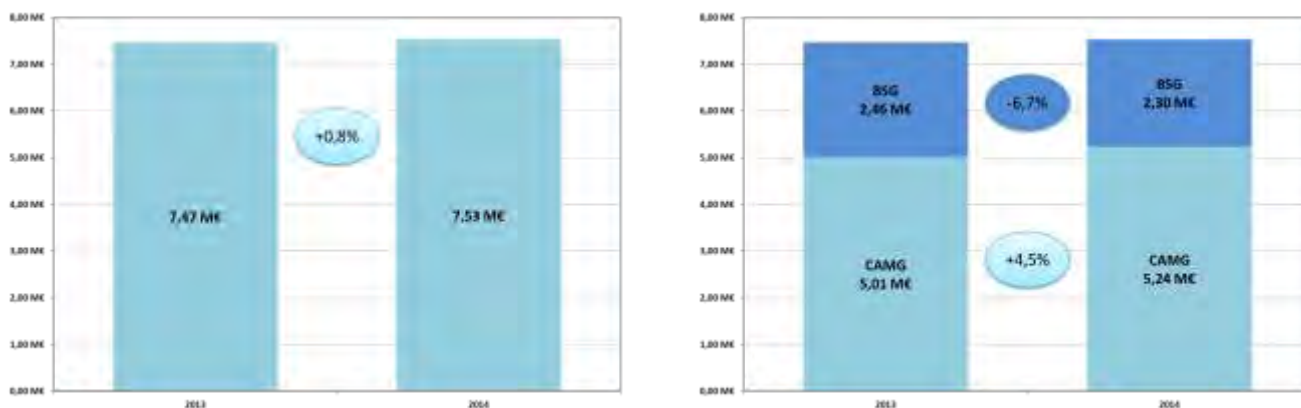 8,00 M€
7,00 M€
6,00 M€
5,00 M€
4,00 M€
3,00 M€
2,00 M€
1,00 M€
0,00 M€
7,47 M€
+0,8%
7,53 M€
2013
2014
8,00 M€
7,00 M€
6,00 M€
5,00 M€
4,00 M€
3,00 M€
2,00 M€
1,00 M€
0,00 M€
BSG
2,46 M€
-6,7%
BSG
2,30 M€
CAMG
5,01 M€
+4,5%
CAMG
5,24 M€
2013
2014